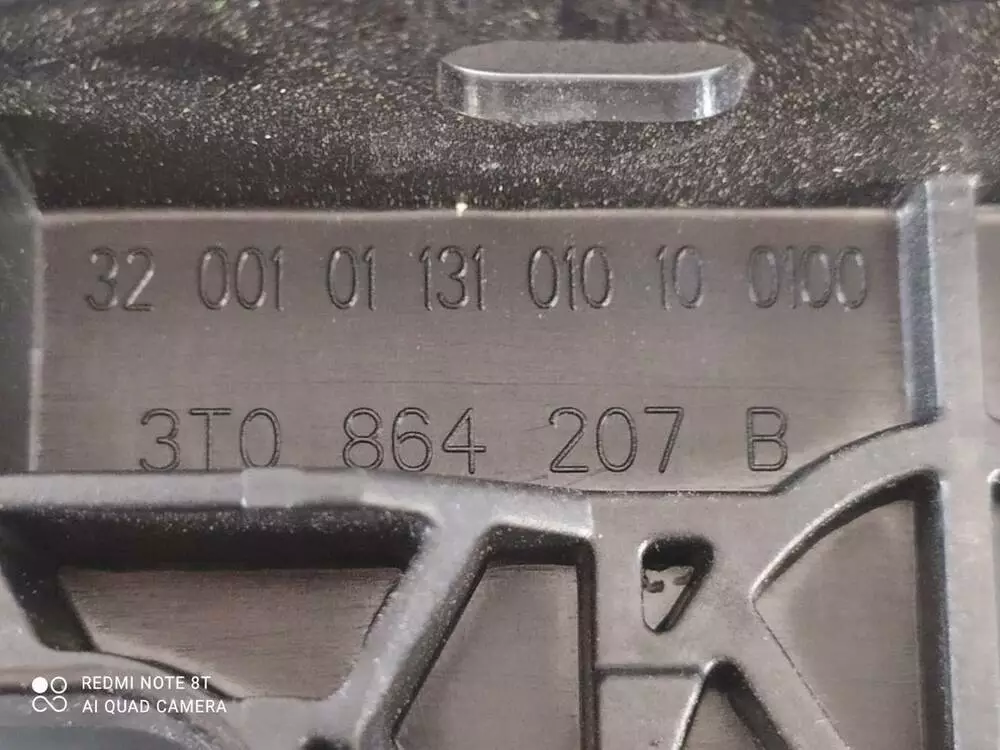 32 001 01 131 010 10 0100
3T0 864 207 B
REDMI NOTE 8T
AI QUAD CAMERA